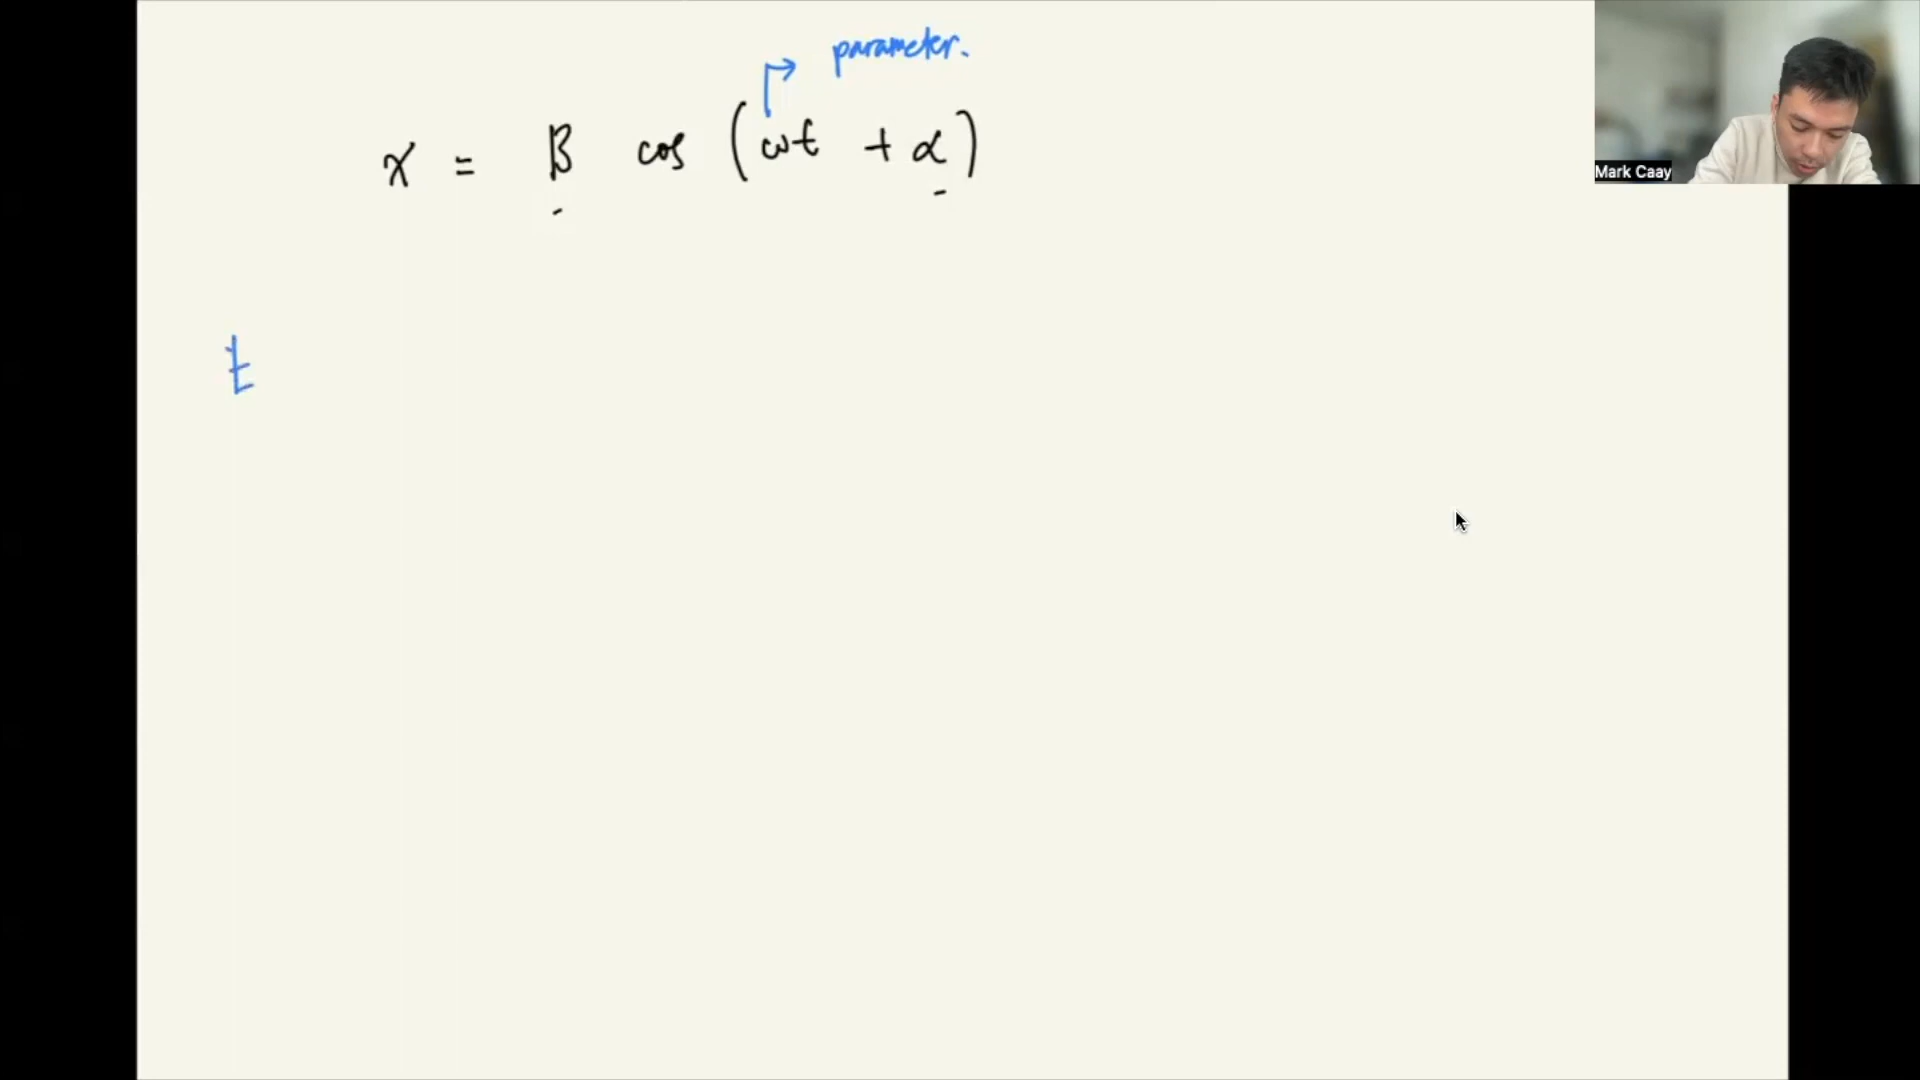 parameter.
x = B cos (ωt + α)
Mark Caay
t